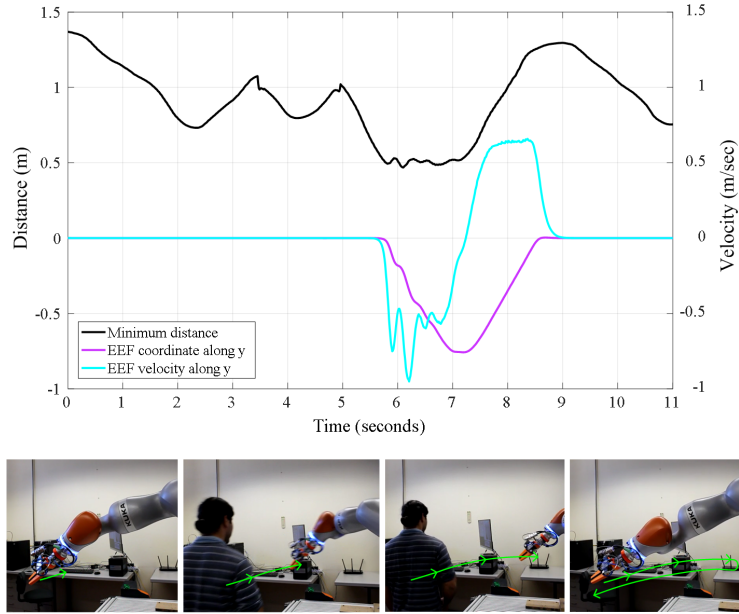 1.5
1
0.5
0
-0.5
-1
Distance (m)
1.5
1
0.5
0
-0.5
-1
Velocity (m/sec)
Minimum distance
EEF coordinate along y
EEF velocity along y
0 1 2 3 4 5 6 7 8 9 10 11
Time (seconds)
KUKA
KUKA
KUKA